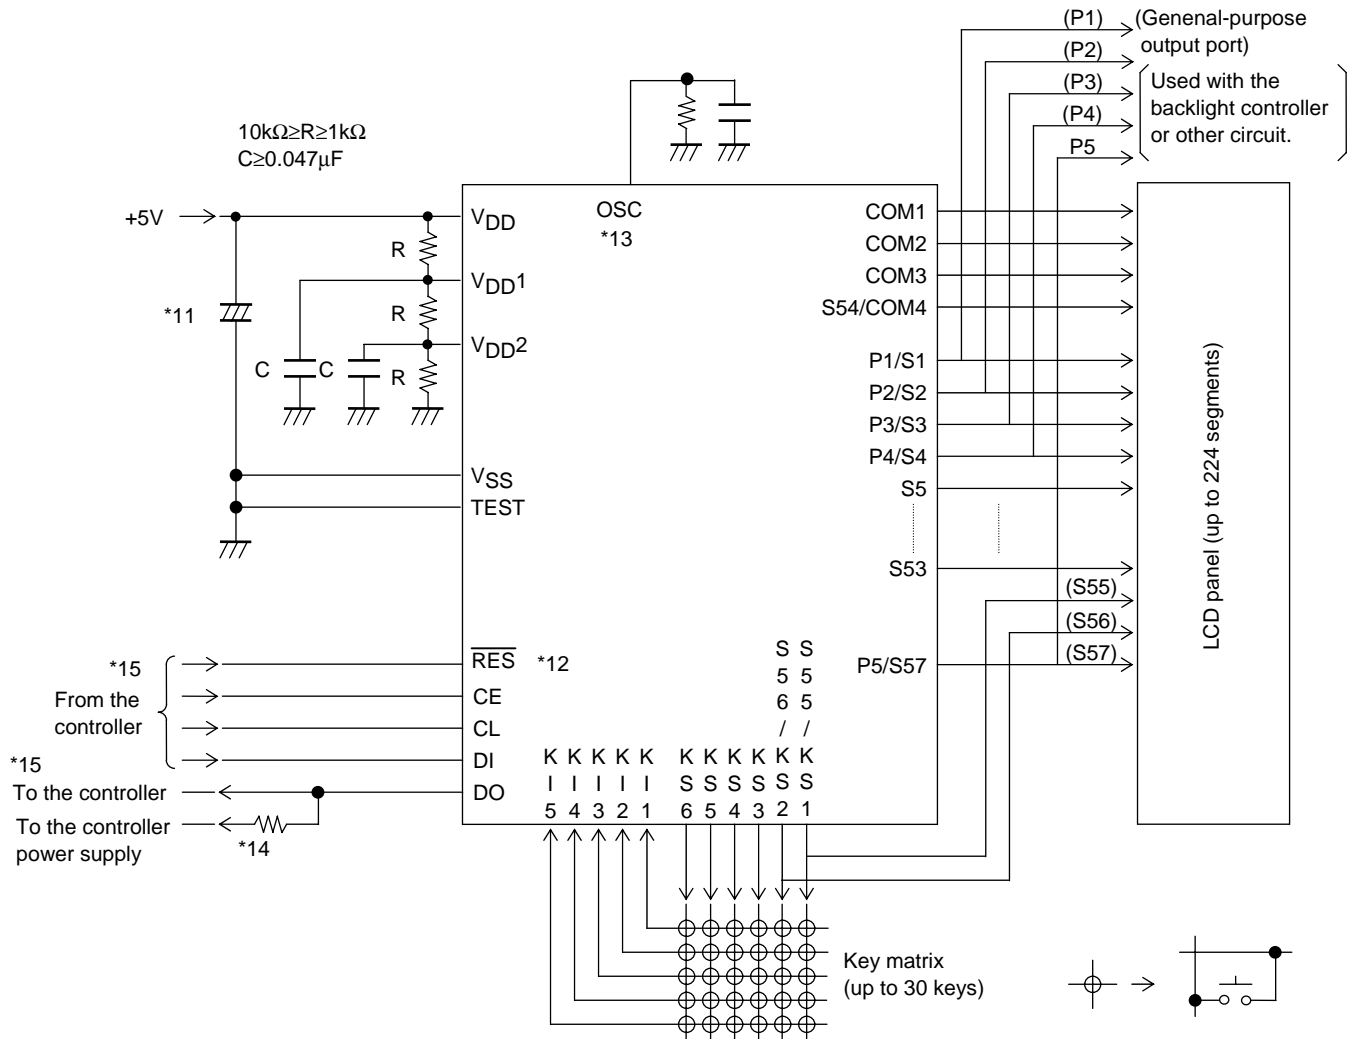 (P1)
(P2)
(P3)
(P4)
P5
(Genenal-purpose
output port)
Used with the
backlight controller
or other circuit.
10kΩ≥R≥1kΩ
C≥0.047μF
+5V
*11
R
R
R
C
C
VDD
VDD1
VDD2
VSS
TEST
OSC
*13
COM1
COM2
COM3
S54/COM4
P1/S1
P2/S2
P3/S3
P4/S4
S5
S53
P5/S57
(S55)
(S56)
(S57)
LCD panel (up to 224 segments)
*15
From the
controller
RES
*12
CE
CL
DI
DO
*15
To the controller
To the controller
power supply
*14
KI5
KI4
KI3
KI2
KI1
KS6
KS5
KS4
KS3
S56/KS2
S55/KS1
Key matrix
(up to 30 keys)